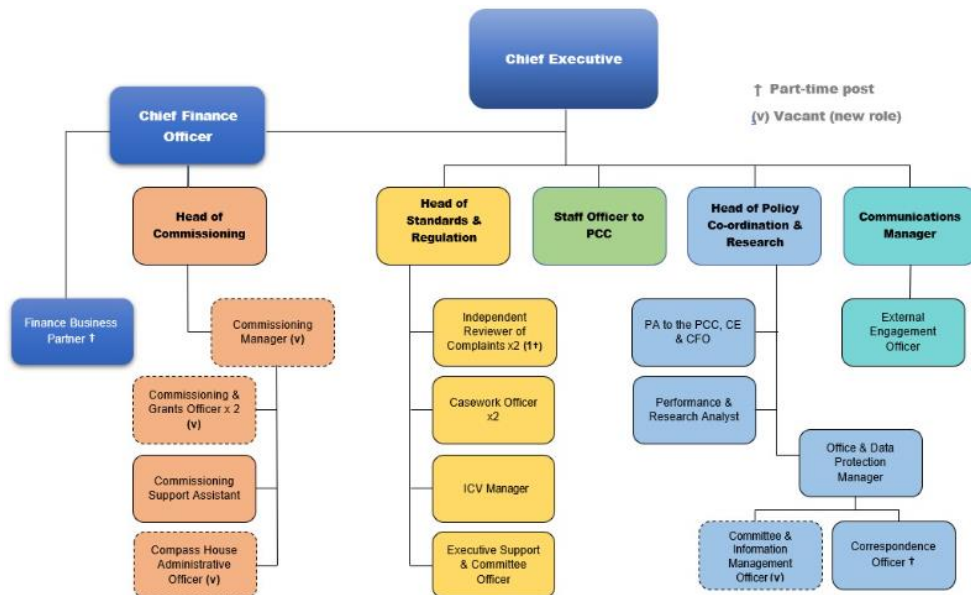 Chief Executive
† Part-time post
(v) Vacant (new role)
Chief Finance
Officer
Head of
Commissioning
Head of
Standards &
Regulation
Staff Officer to
PCC
Head of Policy
Co-ordination &
Research
Communications
Manager
Finance Business
Partner †
Commissioning
Manager (v)
Independent
Reviewer of
Complaints x2 (1†)
PA to the PCC, CE
& CFO
External
Engagement
Officer
Commissioning &
Grants Officer x 2
(v)
Casework Officer
x2
Performance &
Research Analyst
Office & Data
Protection
Manager
Commissioning
Support Assistant
ICV Manager
Compass House
Administrative
Officer (v)
Executive Support
& Committee
Officer
Committee &
Information
Management
Officer (v)
Correspondence
Officer †